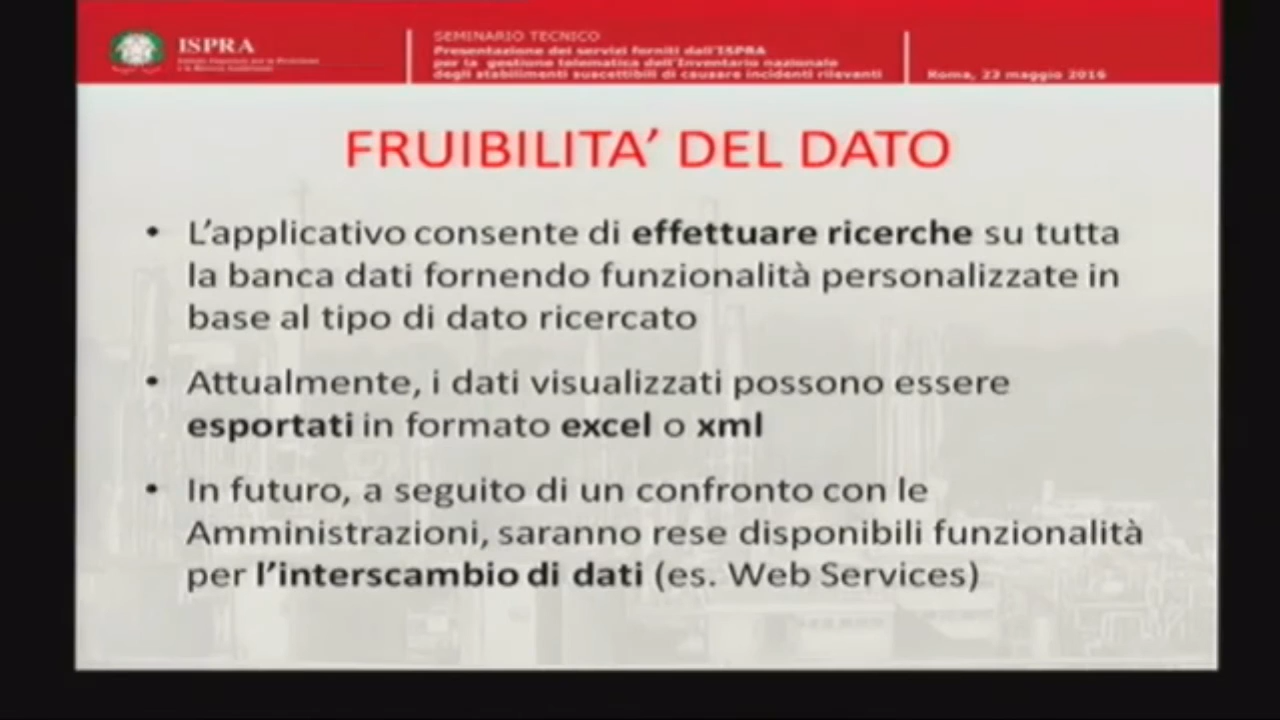 ISPRA
SEMINARIO TECNICO
Presentazione dei servizi forniti dall'ISPRA
per la gestione telematica dell'Inventario nazionale
degli stabilimenti suscettibili di causare incidenti rilevanti
Roma, 23 maggio 2016
FRUIBILITA' DEL DATO
• L'applicativo consente di effettuare ricerche su tutta
la banca dati fornendo funzionalità personalizzate in
base al tipo di dato ricercato
• Attualmente, i dati visualizzati possono essere
esportati in formato excel o xml
• In futuro, a seguito di un confronto con le
Amministrazioni, saranno rese disponibili funzionalità
per l'interscambio di dati (es. Web Services)